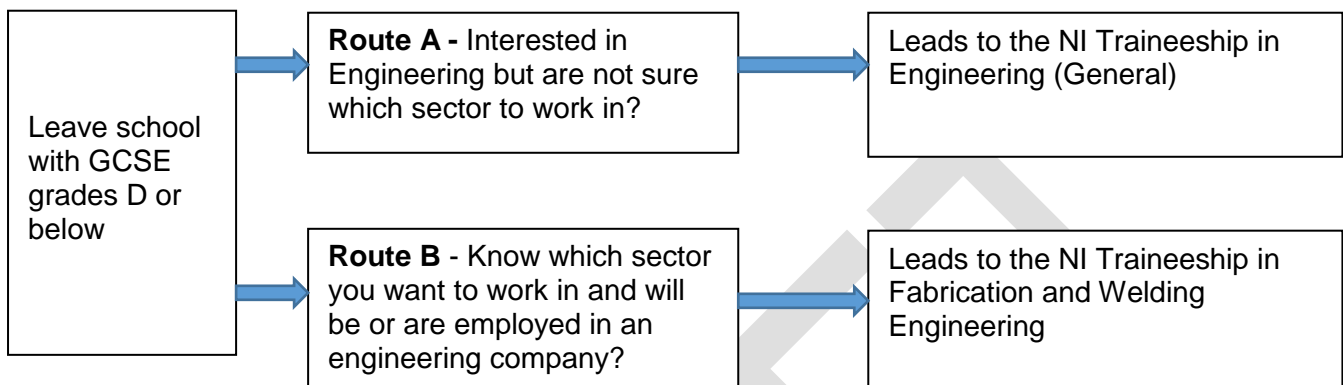 Leave school
with GCSE
grades D or
below
Route A - Interested in
Engineering but are not sure
which sector to work in?
Leads to the NI Traineeship in
Engineering (General)
Route B - Know which sector
you want to work in and will
be or are employed in an
engineering company?
Leads to the NI Traineeship in
Fabrication and Welding
Engineering